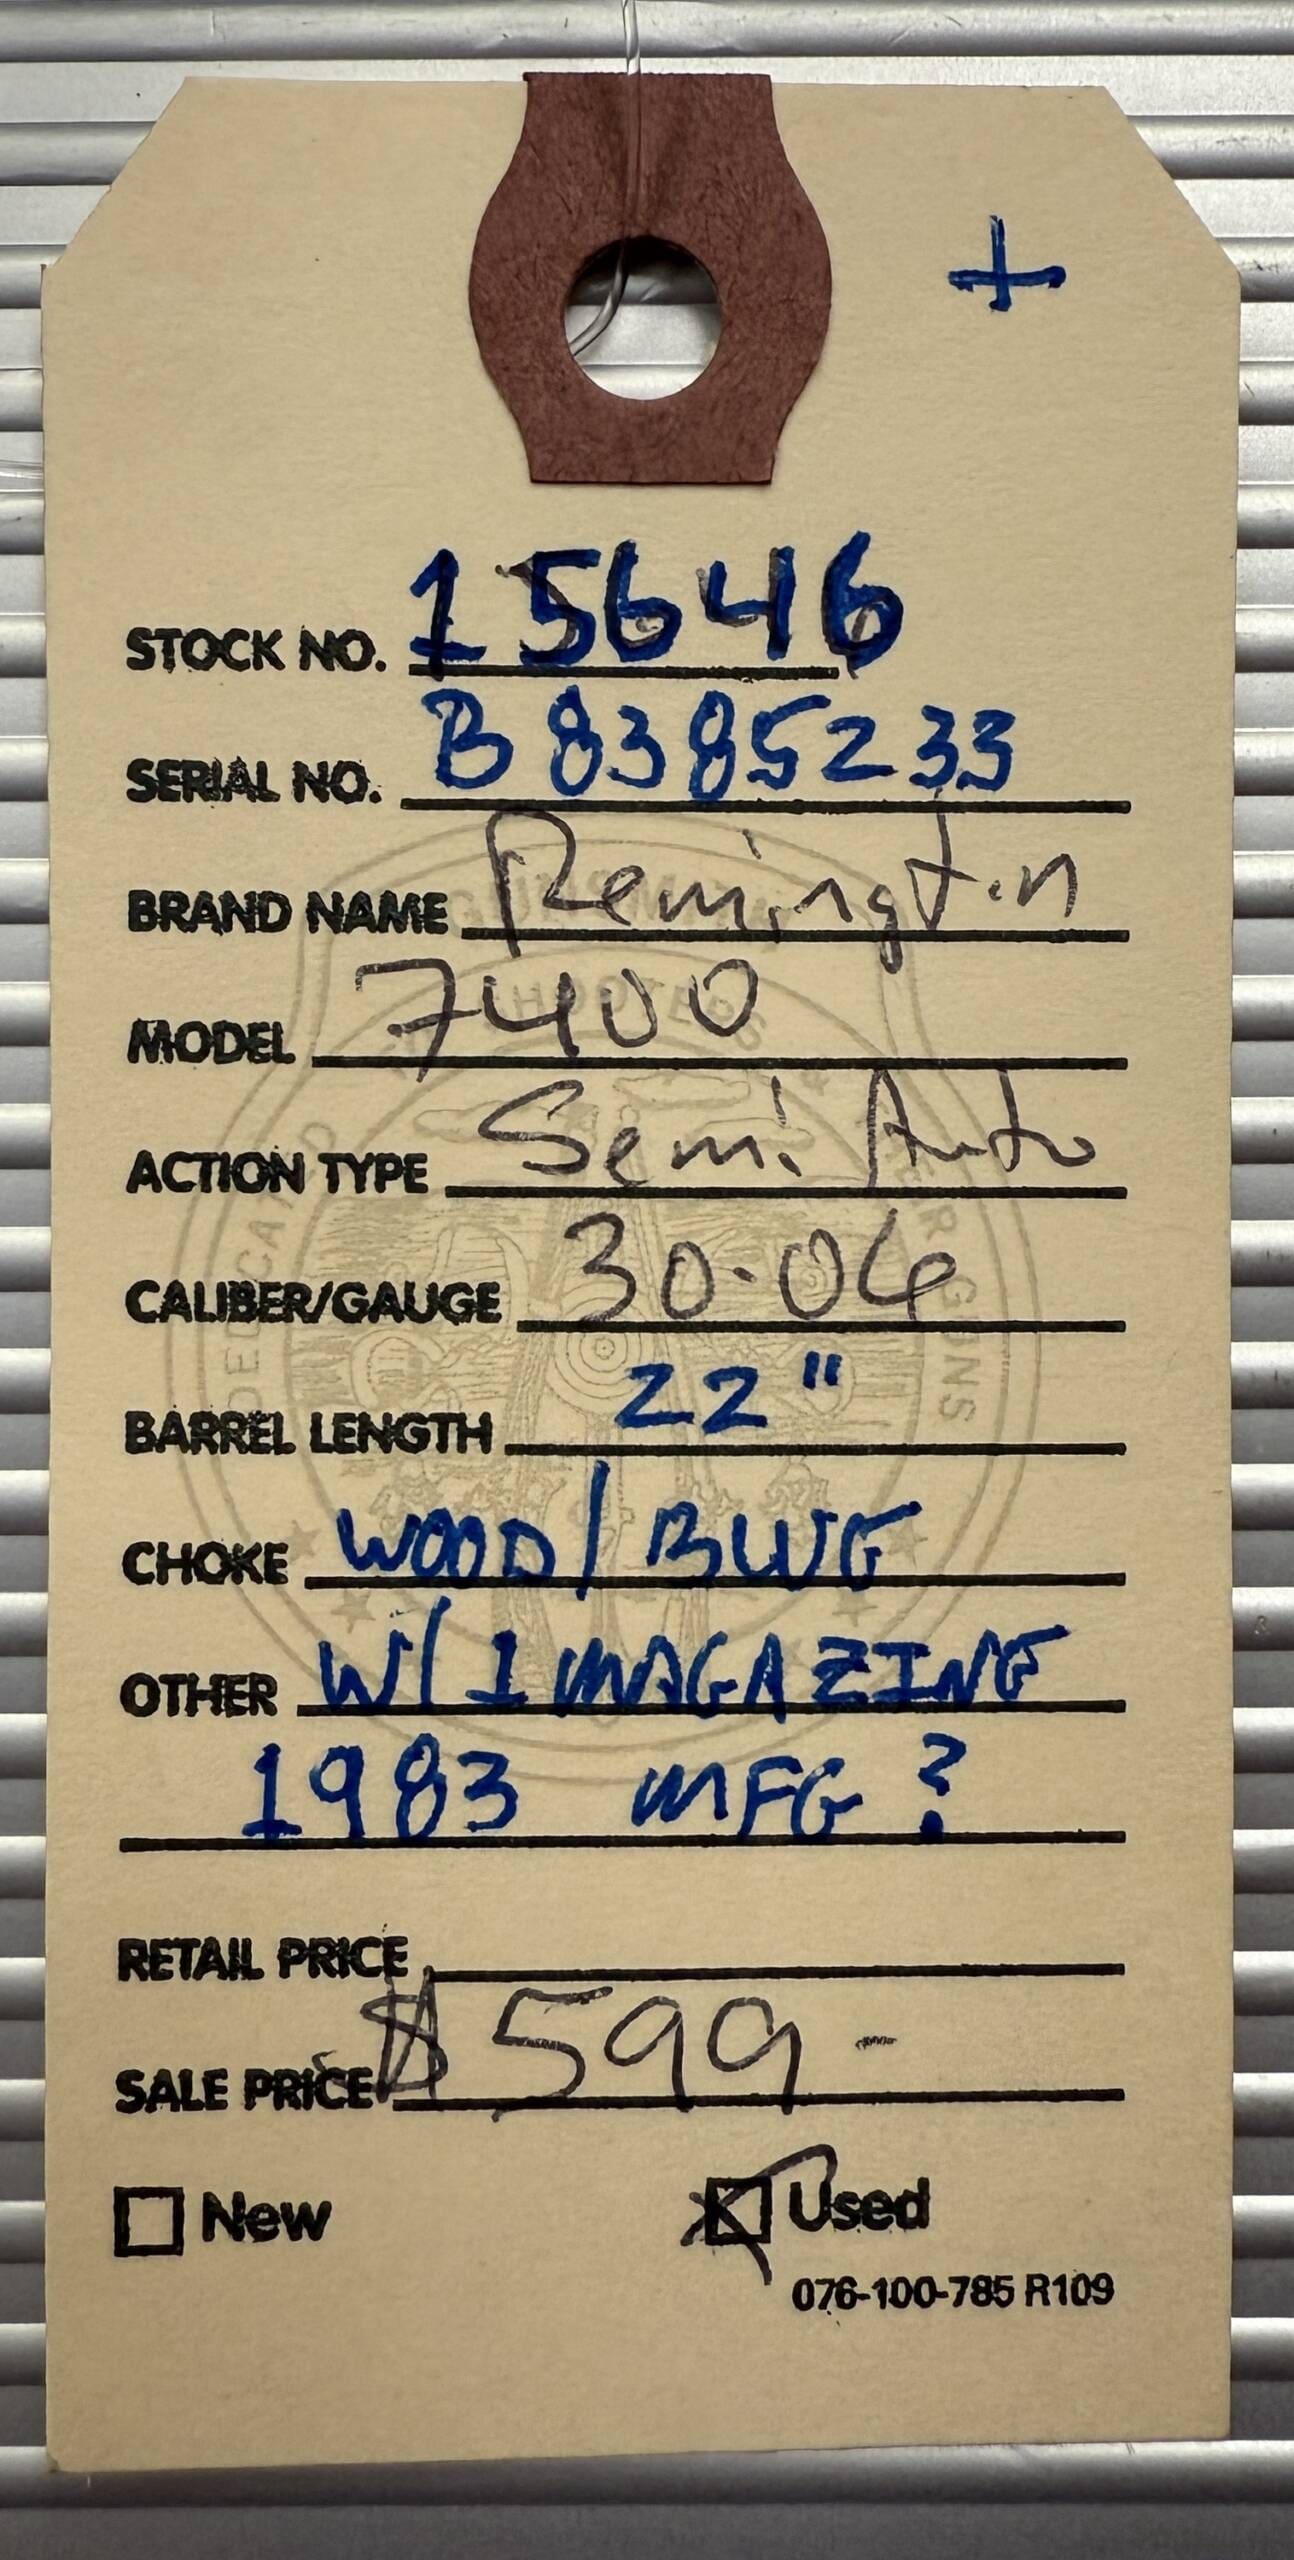 +
STOCK NO. 15646
SERIAL NO. B8385233
BRAND NAME Remington
MODEL 7400
ACTION TYPE Semi Auto
CALIBER/GAUGE 30-06
BARREL LENGTH 22"
CHOKE WOOD/BLUE
OTHER W/1 MAGAZINE
1983 MFG?
RETAIL PRICE
SALE PRICE $599-
New Used
076-100-785 R109